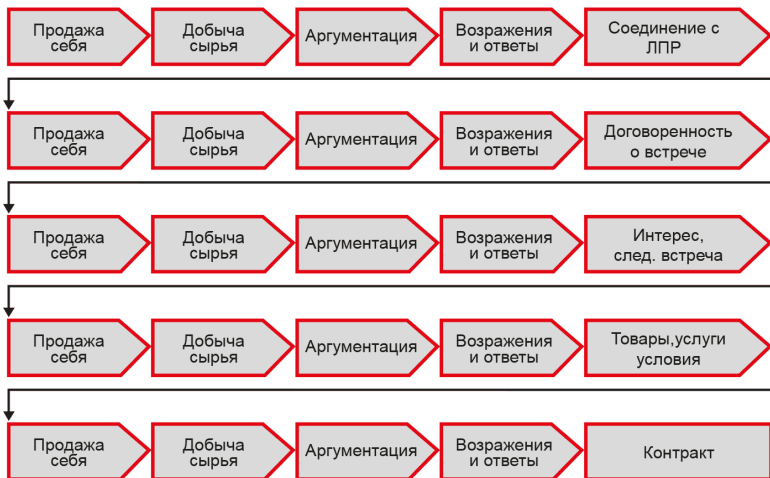 Продажа
себя
Добыча
сырья
Аргументация
Возражения
и ответы
Соединение с
ЛПР
Продажа
себя
Добыча
сырья
Аргументация
Возражения
и ответы
Договоренность
о встрече
Продажа
себя
Добыча
сырья
Аргументация
Возражения
и ответы
Интерес,
след. встреча
Продажа
себя
Добыча
сырья
Аргументация
Возражения
и ответы
Товары,услуги
условия
Продажа
себя
Добыча
сырья
Аргументация
Возражения
и ответы
Контракт